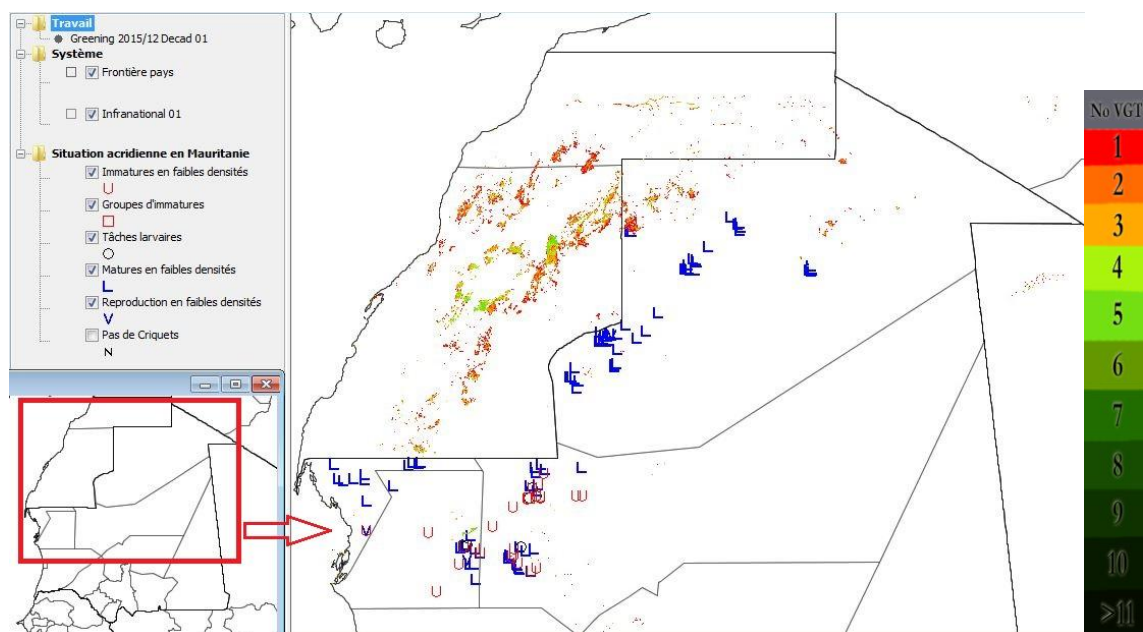 Travail
Greening 2015/12 Decad 01
Système
Frontière pays
Infranational 01
Situation acridienne en Mauritanie
Immatures en faibles densités
U
Groupes d'immatures
Tâches larvaires
Matures en faibles densités
L
Reproduction en faibles densités
V
Pas de Criquets
N
No VGT
1
2
3
4
5
6
7
8
9
10
>11